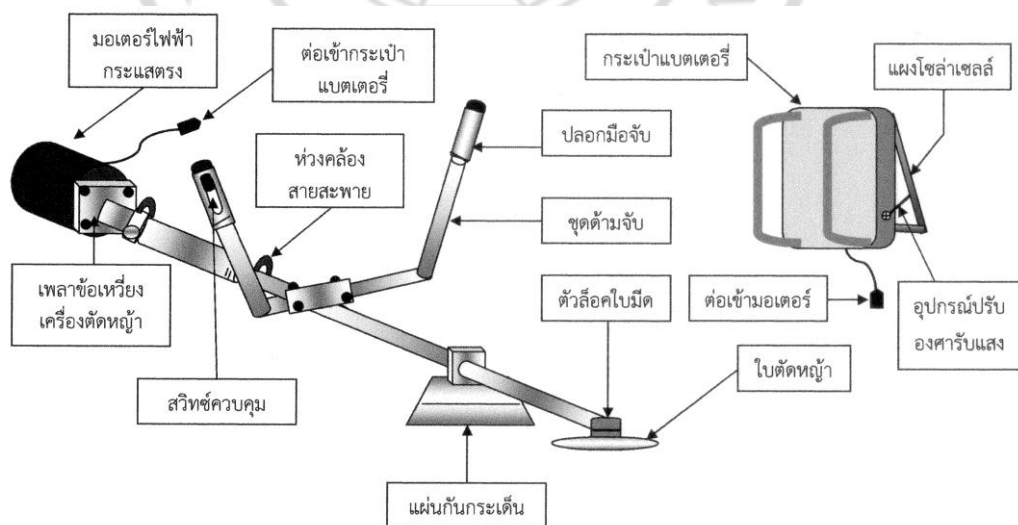 มอเตอร์ไฟฟ้า
กระแสตรง
ต่อเข้ากระเป๋า
แบตเตอรี่
กระเป๋าแบตเตอรี่
แผงโซล่าเซลล์
ปลอกมือจับ
ห่วงคล้อง
สายสะพาย
ชุดด้ามจับ
เพลาข้อเหวี่ยง
เครื่องตัดหญ้า
ตัวล็อคใบมีด
ต่อเข้ามอเตอร์
อุปกรณ์ปรับ
องศารับแสง
สวิทซ์ควบคุม
ใบตัดหญ้า
แผ่นกันกระเด็น